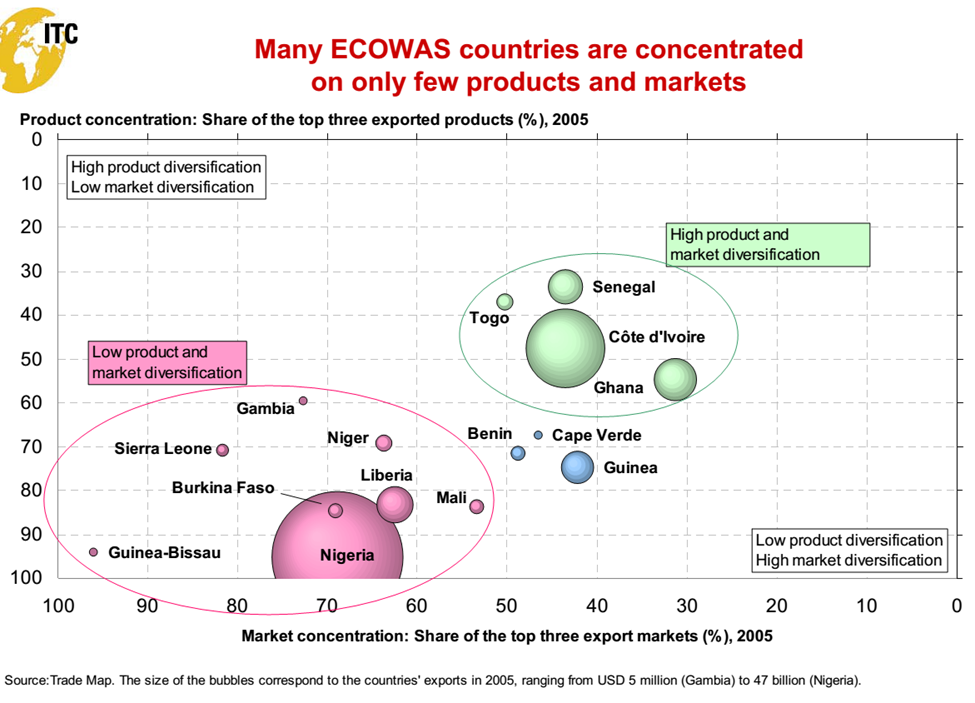 ITC
Many ECOWAS countries are concentrated
on only few products and markets
Product concentration: Share of the top three exported products (%), 2005
0
10
20
30
40
50
60
70
80
90
100
High product diversification
Low market diversification
High product and
market diversification
Senegal
Togo
Côte d'Ivoire
Ghana
Low product and
market diversification
Gambia
Sierra Leone
Niger
Benin
Cape Verde
Guinea
Liberia
Burkina Faso
Mali
Guinea-Bissau
Nigeria
Low product diversification
High market diversification
100 90 80 70 60 50 40 30 20 10 0
Market concentration: Share of the top three export markets (%), 2005
Source:Trade Map. The size of the bubbles correspond to the countries' exports in 2005, ranging from USD 5 million (Gambia) to 47 billion (Nigeria).